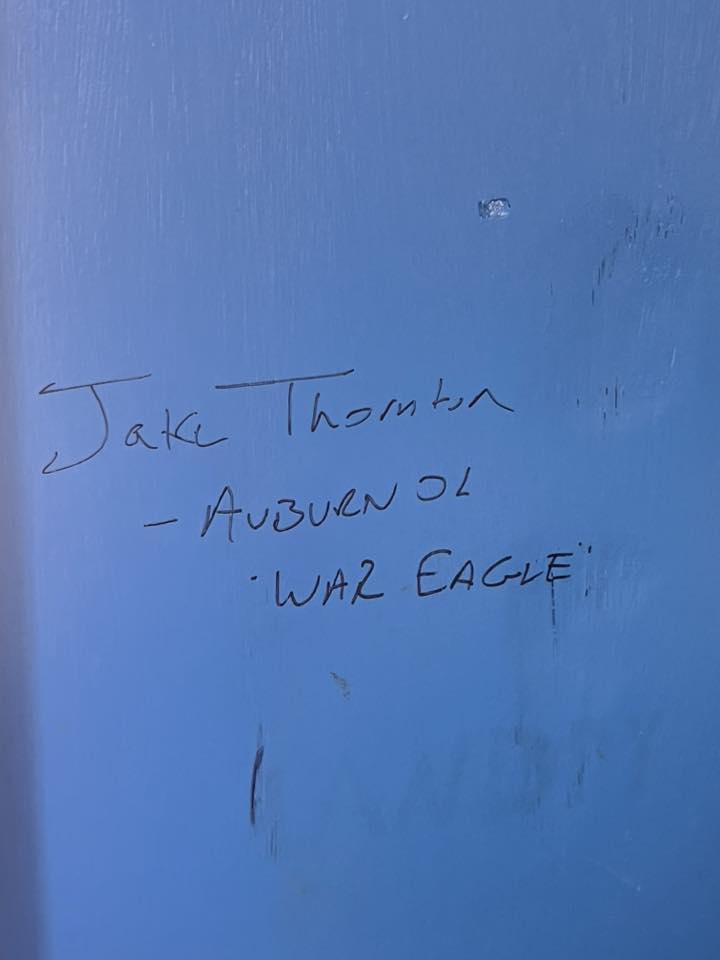 Jake Thornton
- AUBURN OL
"WAR EAGLE"